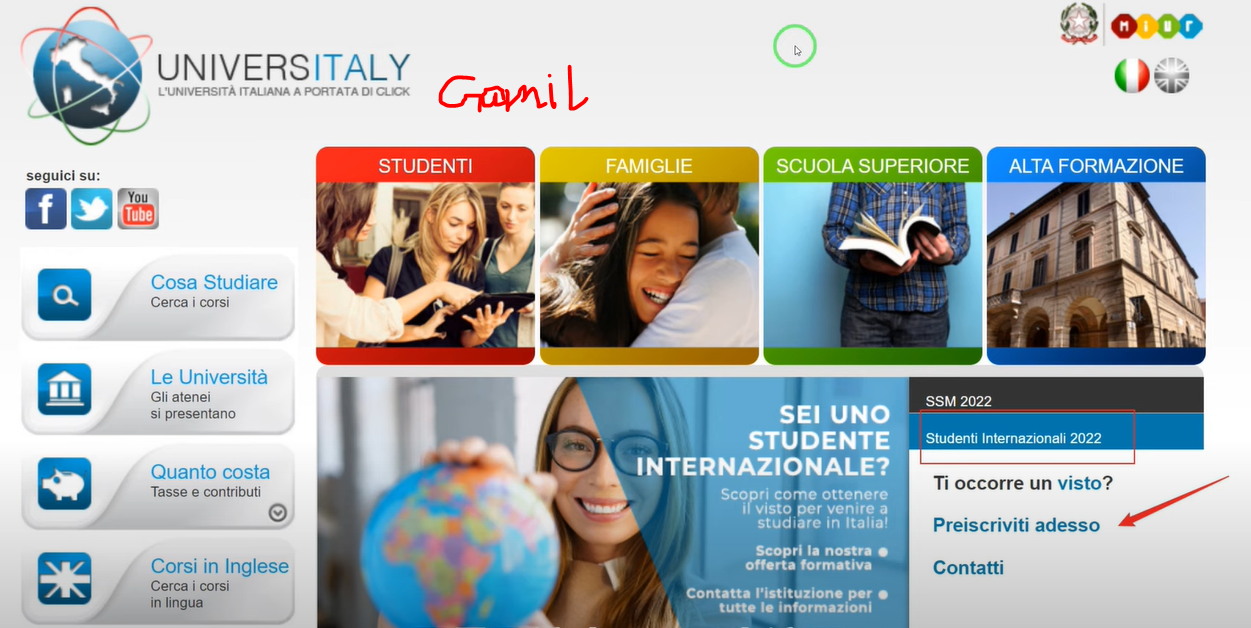 UNIVERSITALY
L'UNIVERSITÀ ITALIANA A PORTATA DI CLICK
Gamil
MIUR
seguici su:
f
You
Tube
STUDENTI
FAMIGLIE
SCUOLA SUPERIORE
ALTA FORMAZIONE
Cosa Studiare
Cerca i corsi
Le Università
Gli atenei
si presentano
Quanto costa
Tasse e contributi
Corsi in Inglese
Cerca i corsi
in lingua
SEI UNO
STUDENTE
INTERNAZIONALE?
Scopri come ottenere
il visto per venire a
studiare in Italia!
Scopri la nostra
offerta formativa
Contatta l'istituzione per
tutte le informazioni
SSM 2022
Studenti Internazionali 2022
Ti occorre un visto?
Preiscriviti adesso
Contatti